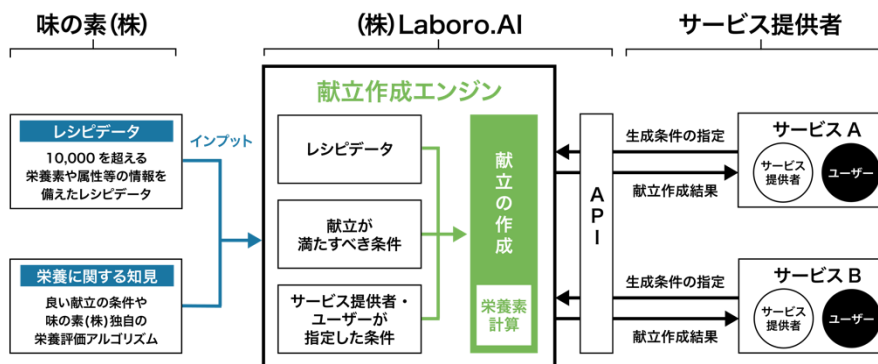 味の素(株)
(株)Laboro.AI
サービス提供者
レシピデータ
10,000を超える
栄養素や属性等の情報を
備えたレシピデータ
栄養に関する知見
良い献立の条件や
味の素(株)独自の
栄養評価アルゴリズム
インプット
献立作成エンジン
レシピデータ
献立が
満たすべき条件
サービス提供者・
ユーザーが
指定した条件
献立の作成
栄養素
計算
API
生成条件の指定
献立作成結果
サービスA
サービス
提供者
ユーザー
生成条件の指定
献立作成結果
サービスB
サービス
提供者
ユーザー